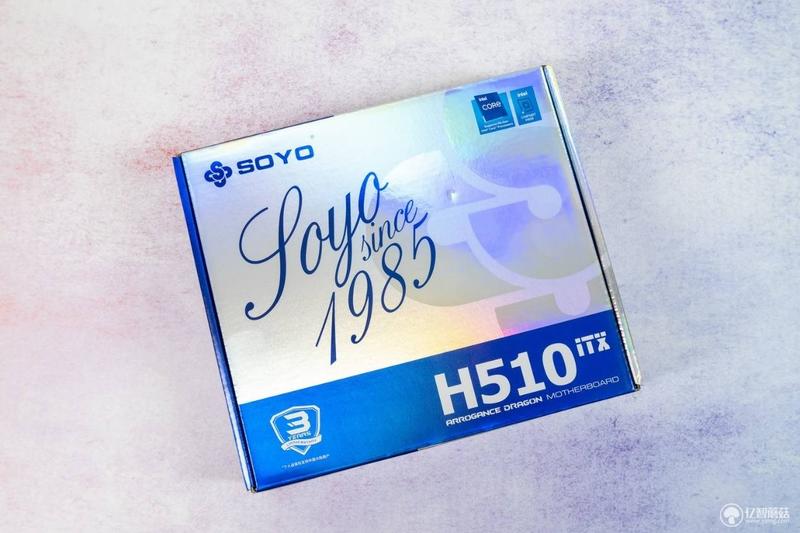 SOYO
intel
CORE
intel
Soyo
since
1985
H510 iTX
ARROGANCE DRAGON MOTHERBOARD
3
YEARS
亿智蘑菇